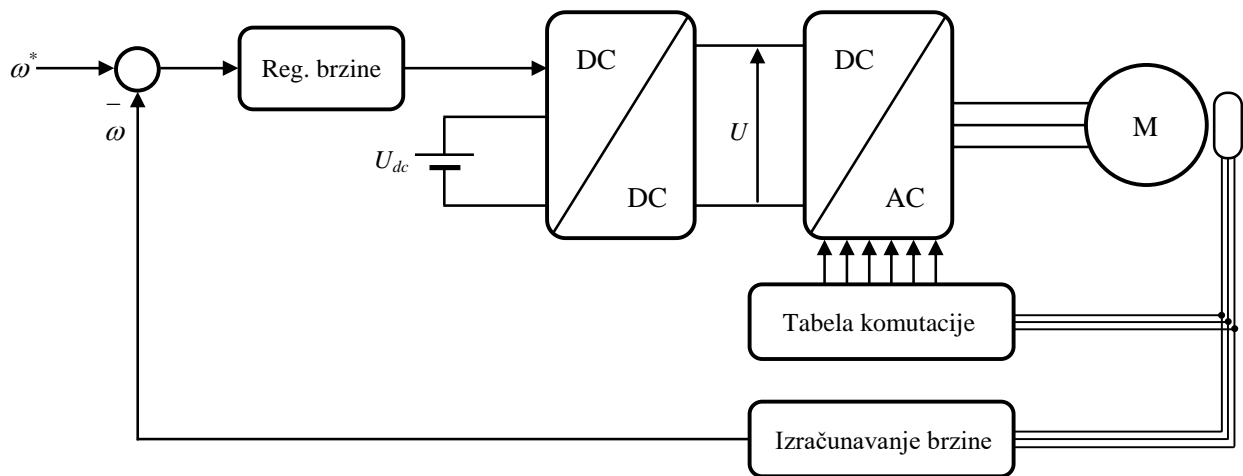 ω*
−
ω
Reg. brzine
U_dc
DC
DC
U
DC
AC
M
Tabela komutacije
Izračunavanje brzine